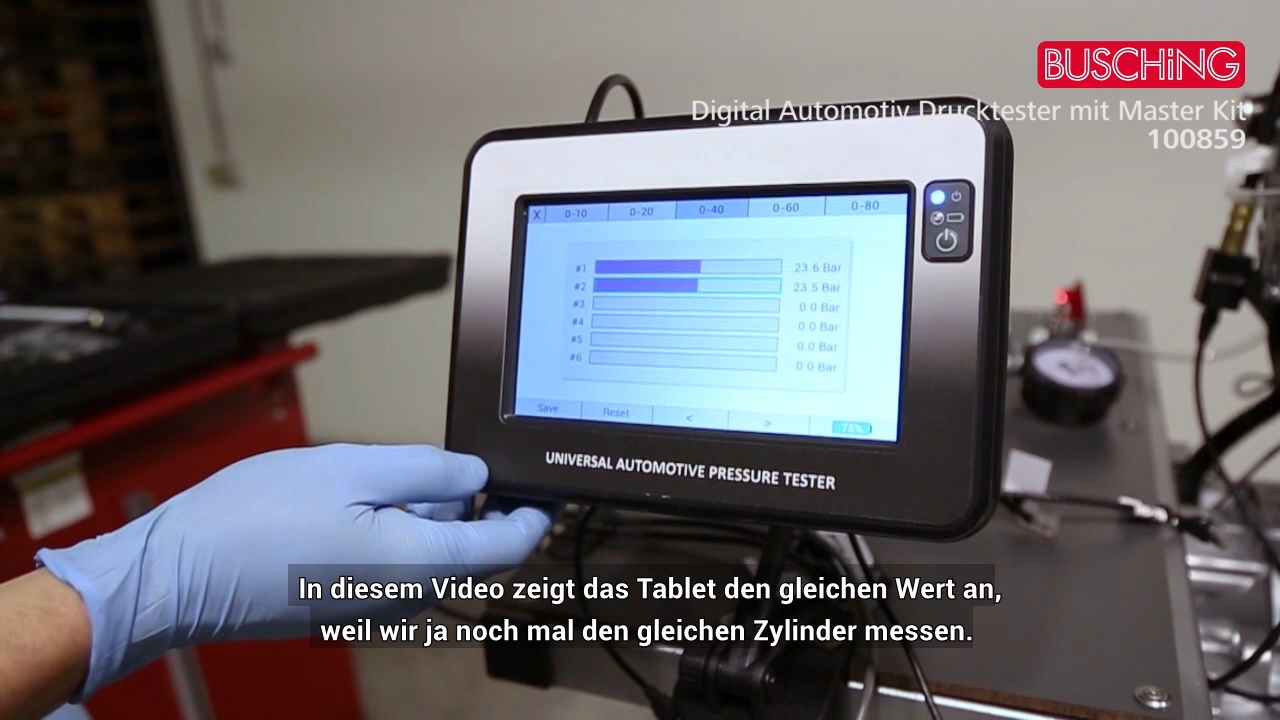 BUSCHING
Digital Automotiv Drucktester mit Master Kit
100859
X 0-10 0-20 0-40 0-60 0-80
#1 23.6 Bar
#2 23.5 Bar
#3 0.0 Bar
#4 0.0 Bar
#5 0.0 Bar
#6 0.0 Bar
Save Reset < > 75%
UNIVERSAL AUTOMOTIVE PRESSURE TESTER
In diesem Video zeigt das Tablet den gleichen Wert an,
weil wir ja noch mal den gleichen Zylinder messen.